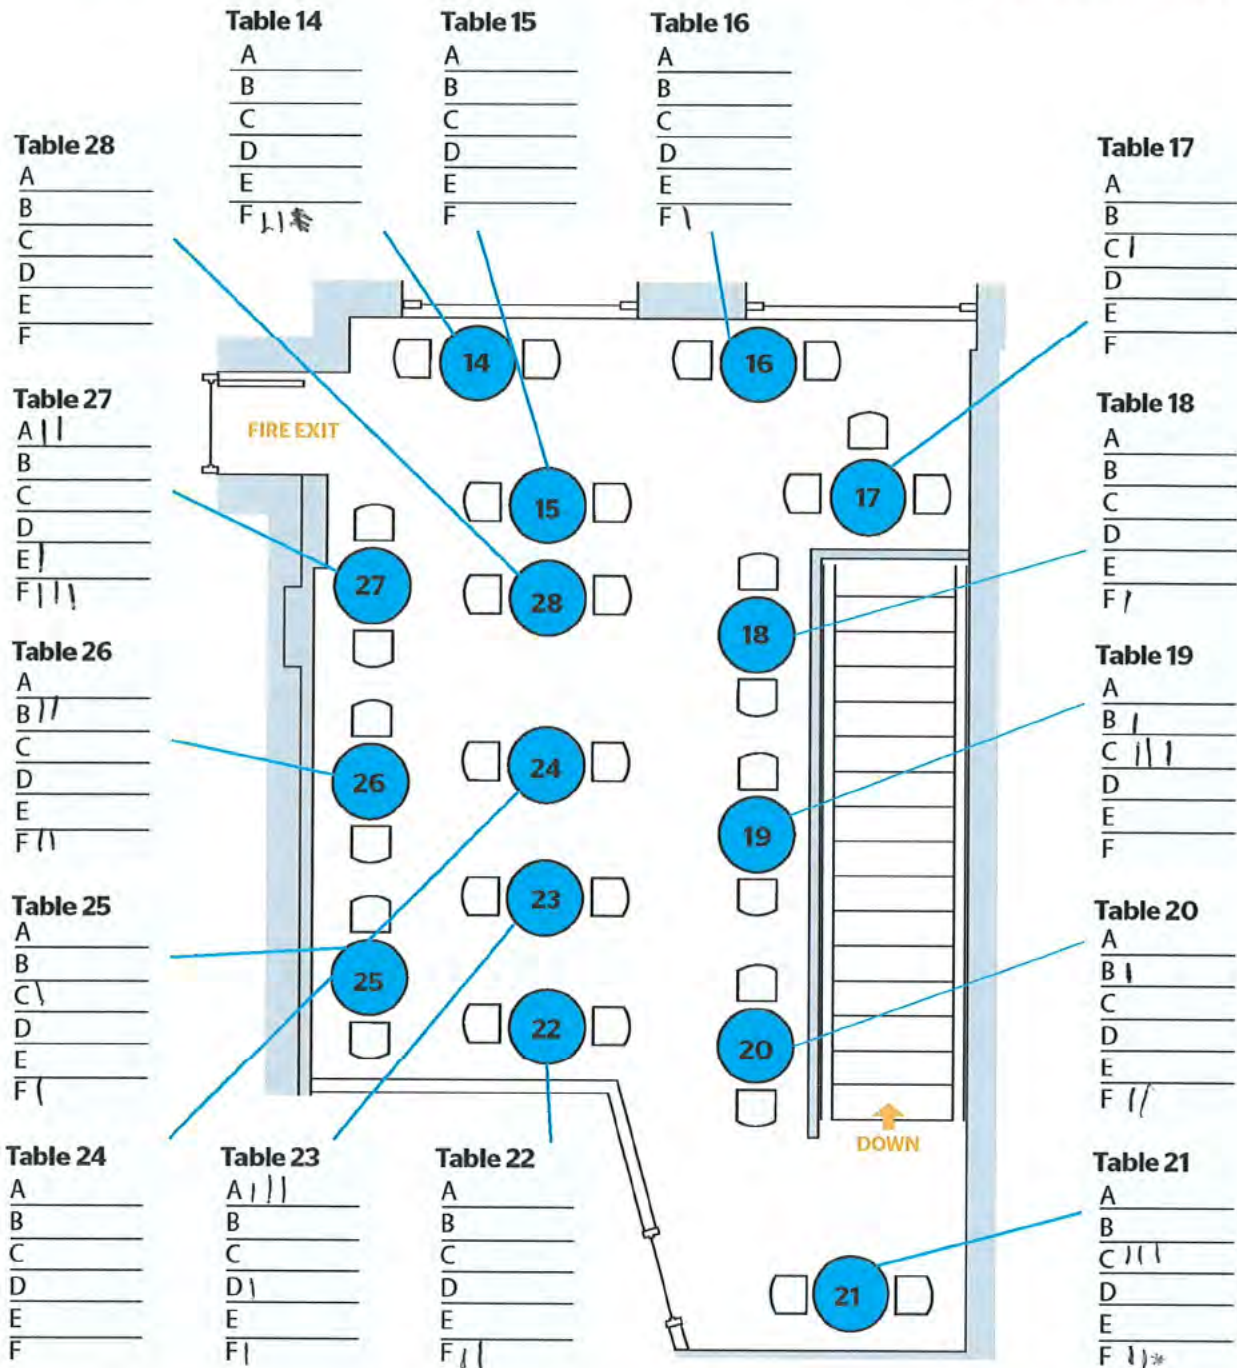 Table 14
A
B
C
D
E
F
Table 15
A
B
C
D
E
F
Table 16
A
B
C
D
E
F |
Table 28
A
B
C
D
E
F
Table 17
A
B
C |
D
E
F
Table 27
A ||
B
C
D
E |
F |||
Table 18
A
B
C
D
E
F |
Table 26
A
B ||
C
D
E
F ||
Table 19
A
B |
C ||||
D
E
F
Table 25
A
B
C |
D
E
F |
Table 20
A
B |
C
D
E
F ||
Table 24
A
B
C
D
E
F
Table 23
A ||||
B
C
D |
E
F |
Table 22
A
B
C
D
E
F ||
Table 21
A
B
C |||
D
E
F ||*
FIRE EXIT
14
16
17
15
27
28
18
24
26
19
23
25
22
20
DOWN
21